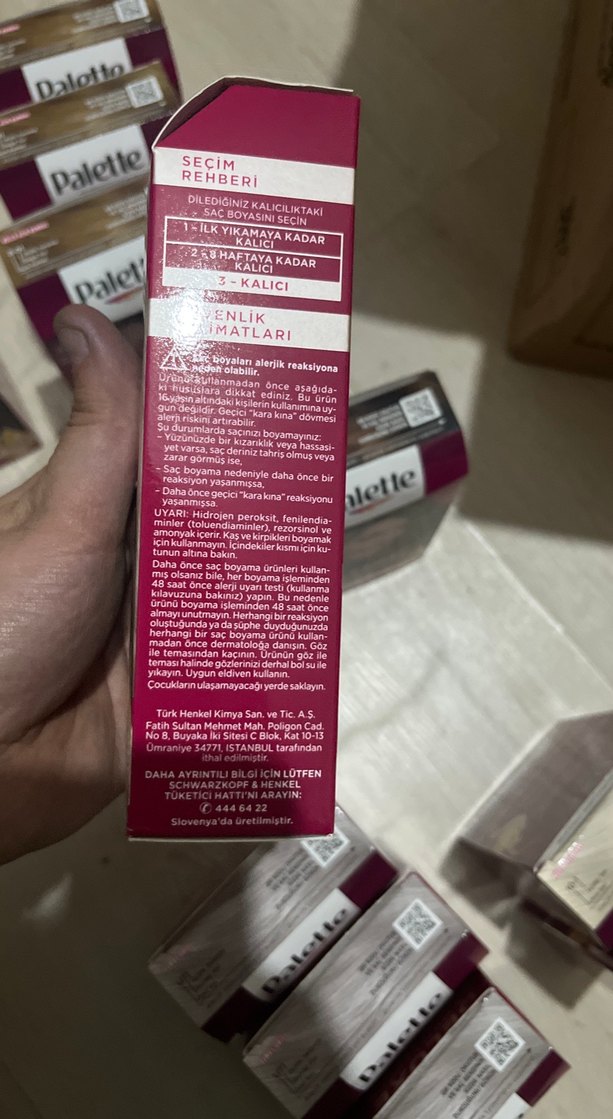 Palette
Palette
Palette
SEÇİM
REHBERİ
DİLEDİĞİNİZ KALICILIKTAKİ
SAÇ BOYASINI SEÇİN
1 - İLK YIKAMAYA KADAR
KALICI
2 - 8 HAFTAYA KADAR
KALICI
3 - KALICI
ENLİK
İMATLARI
boyaları alerjik reaksiyona
neden olabilir.
Ürünü kullanmadan önce aşağıda-
ki hususlara dikkat ediniz. Bu ürün
16 yaşın altındaki kişilerin kullanımına uy-
gun değildir. Geçici "kara kına" dövmesi
alerji riskini artırabilir.
Şu durumlarda saçınızı boyamayınız:
- Yüzünüzde bir kızarıklık veya hassasi-
yet varsa, saç deriniz tahriş olmuş veya
zarar görmüş ise,
- Saç boyama nedeniyle daha önce bir
reaksiyon yaşanmışsa,
- Daha önce geçici "kara kına" reaksiyonu
yaşanmışsa.
UYARI: Hidrojen peroksit, fenilendia-
minler (toluendiaminler), rezorsinol ve
amonyak içerir. Kaş ve kirpikleri boyamak
için kullanmayın. İçindekiler kısmı için ku-
tunun altına bakın.
Daha önce saç boyama ürünleri kullan-
mış olsanız bile, her boyama işleminden
48 saat önce alerji uyarı testi (kullanma
kılavuzuna bakınız) yapın. Bu nedenle
ürünü boyama işleminden 48 saat önce
almayı unutmayın. Herhangi bir reaksiyon
oluştuğunda ya da şüphe duyduğunuzda
herhangi bir saç boyama ürünü kullan-
madan önce dermatoloğa danışın. Göz
ile temasından kaçının. Ürünün göz ile
teması halinde gözlerinizi derhal bol su ile
yıkayın. Uygun eldiven kullanın.
Çocukların ulaşamayacağı yerde saklayın.
Türk Henkel Kimya San. ve Tic. A.Ş.
Fatih Sultan Mehmet Mah. Poligon Cad.
No 8, Buyaka İki Sitesi C Blok, Kat 10-13
Ümraniye 34771, ISTANBUL tarafından
ithal edilmiştir.
DAHA AYRINTILI BİLGİ İÇİN LÜTFEN
SCHWARZKOPF & HENKEL
TÜKETİCİ HATTI'NI ARAYIN:
444 64 22
Slovenya'da üretilmiştir.
alette
Palette
Palette
Palette